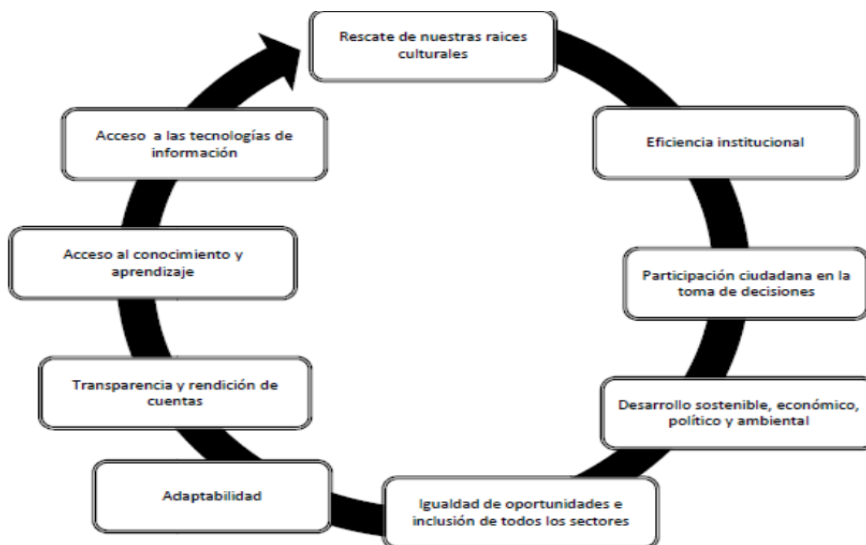 Rescate de nuestras raices
culturales
Eficiencia institucional
Participación ciudadana en la
toma de decisiones
Desarrollo sostenible, económico,
político y ambiental
Igualdad de oportunidades e
inclusión de todos los sectores
Adaptabilidad
Transparencia y rendición de
cuentas
Acceso al conocimiento y
aprendizaje
Acceso a las tecnologías de
información